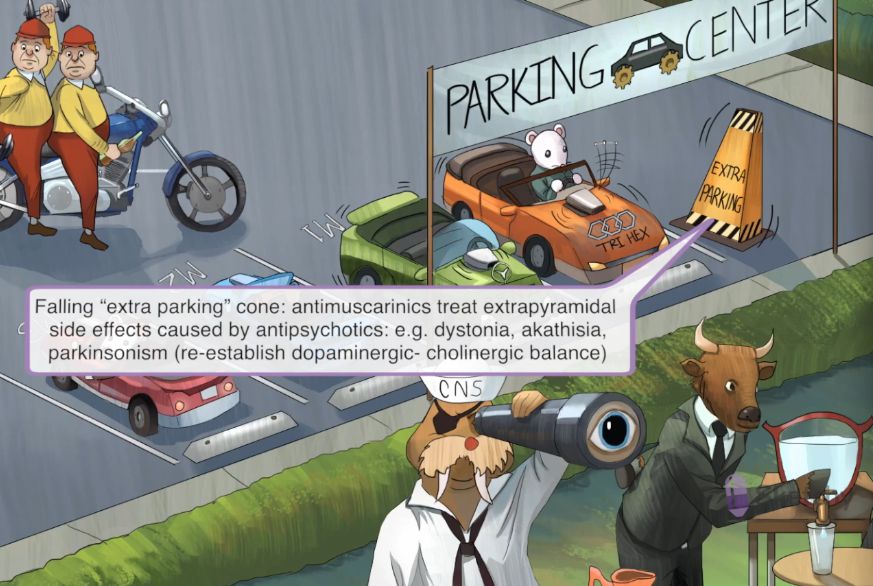 PARKING CENTER
EXTRA
PARKING
TRI HEX
M1
M2
Falling “extra parking” cone: antimuscarinics treat extrapyramidal
side effects caused by antipsychotics: e.g. dystonia, akathisia,
parkinsonism (re-establish dopaminergic- cholinergic balance)
CNS